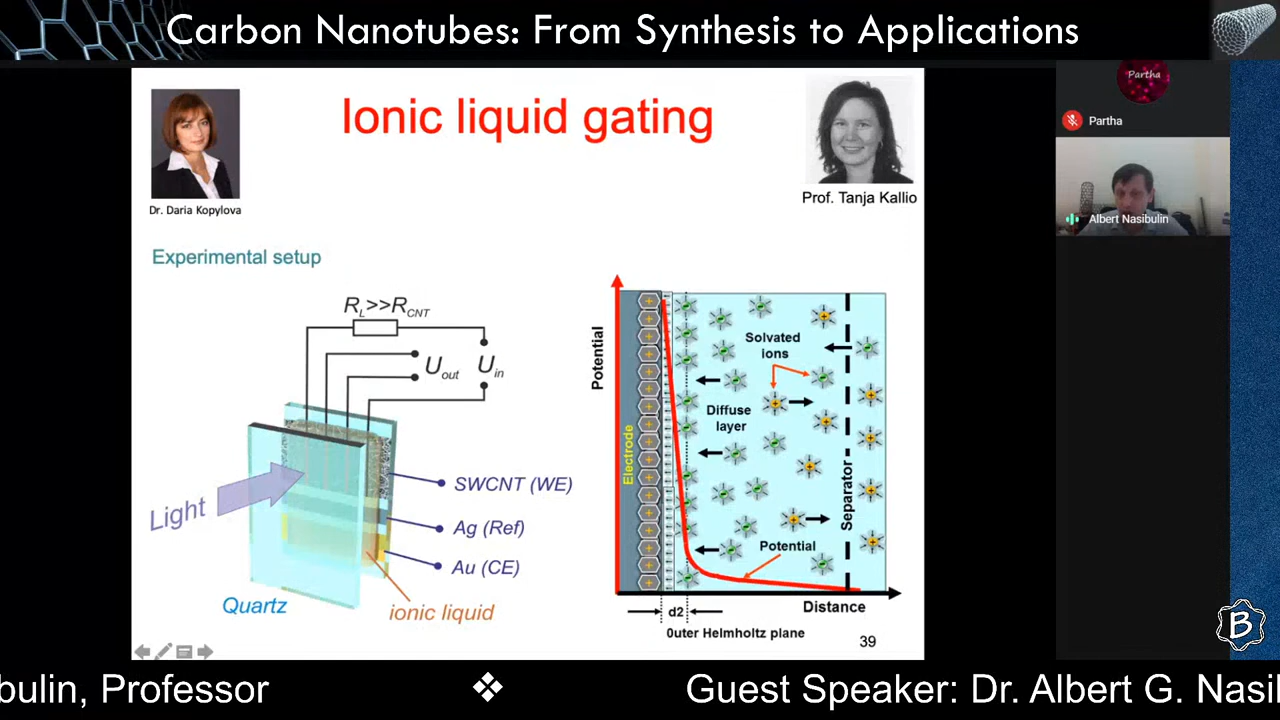 Carbon Nanotubes: From Synthesis to Applications
Ionic liquid gating
Dr. Daria Kopylova
Prof. Tanja Kallio
Experimental setup
R_L>>R_CNT
U_out
U_in
Light
SWCNT (WE)
Ag (Ref)
Au (CE)
ionic liquid
Quartz
Potential
Electrode
Solvated
ions
Diffuse
layer
Separator
Potential
Distance
d2
0uter Helmholtz plane
39
Partha
Partha
Albert Nasibulin
B
bulin, Professor ❖ Guest Speaker: Dr. Albert G. Nasil